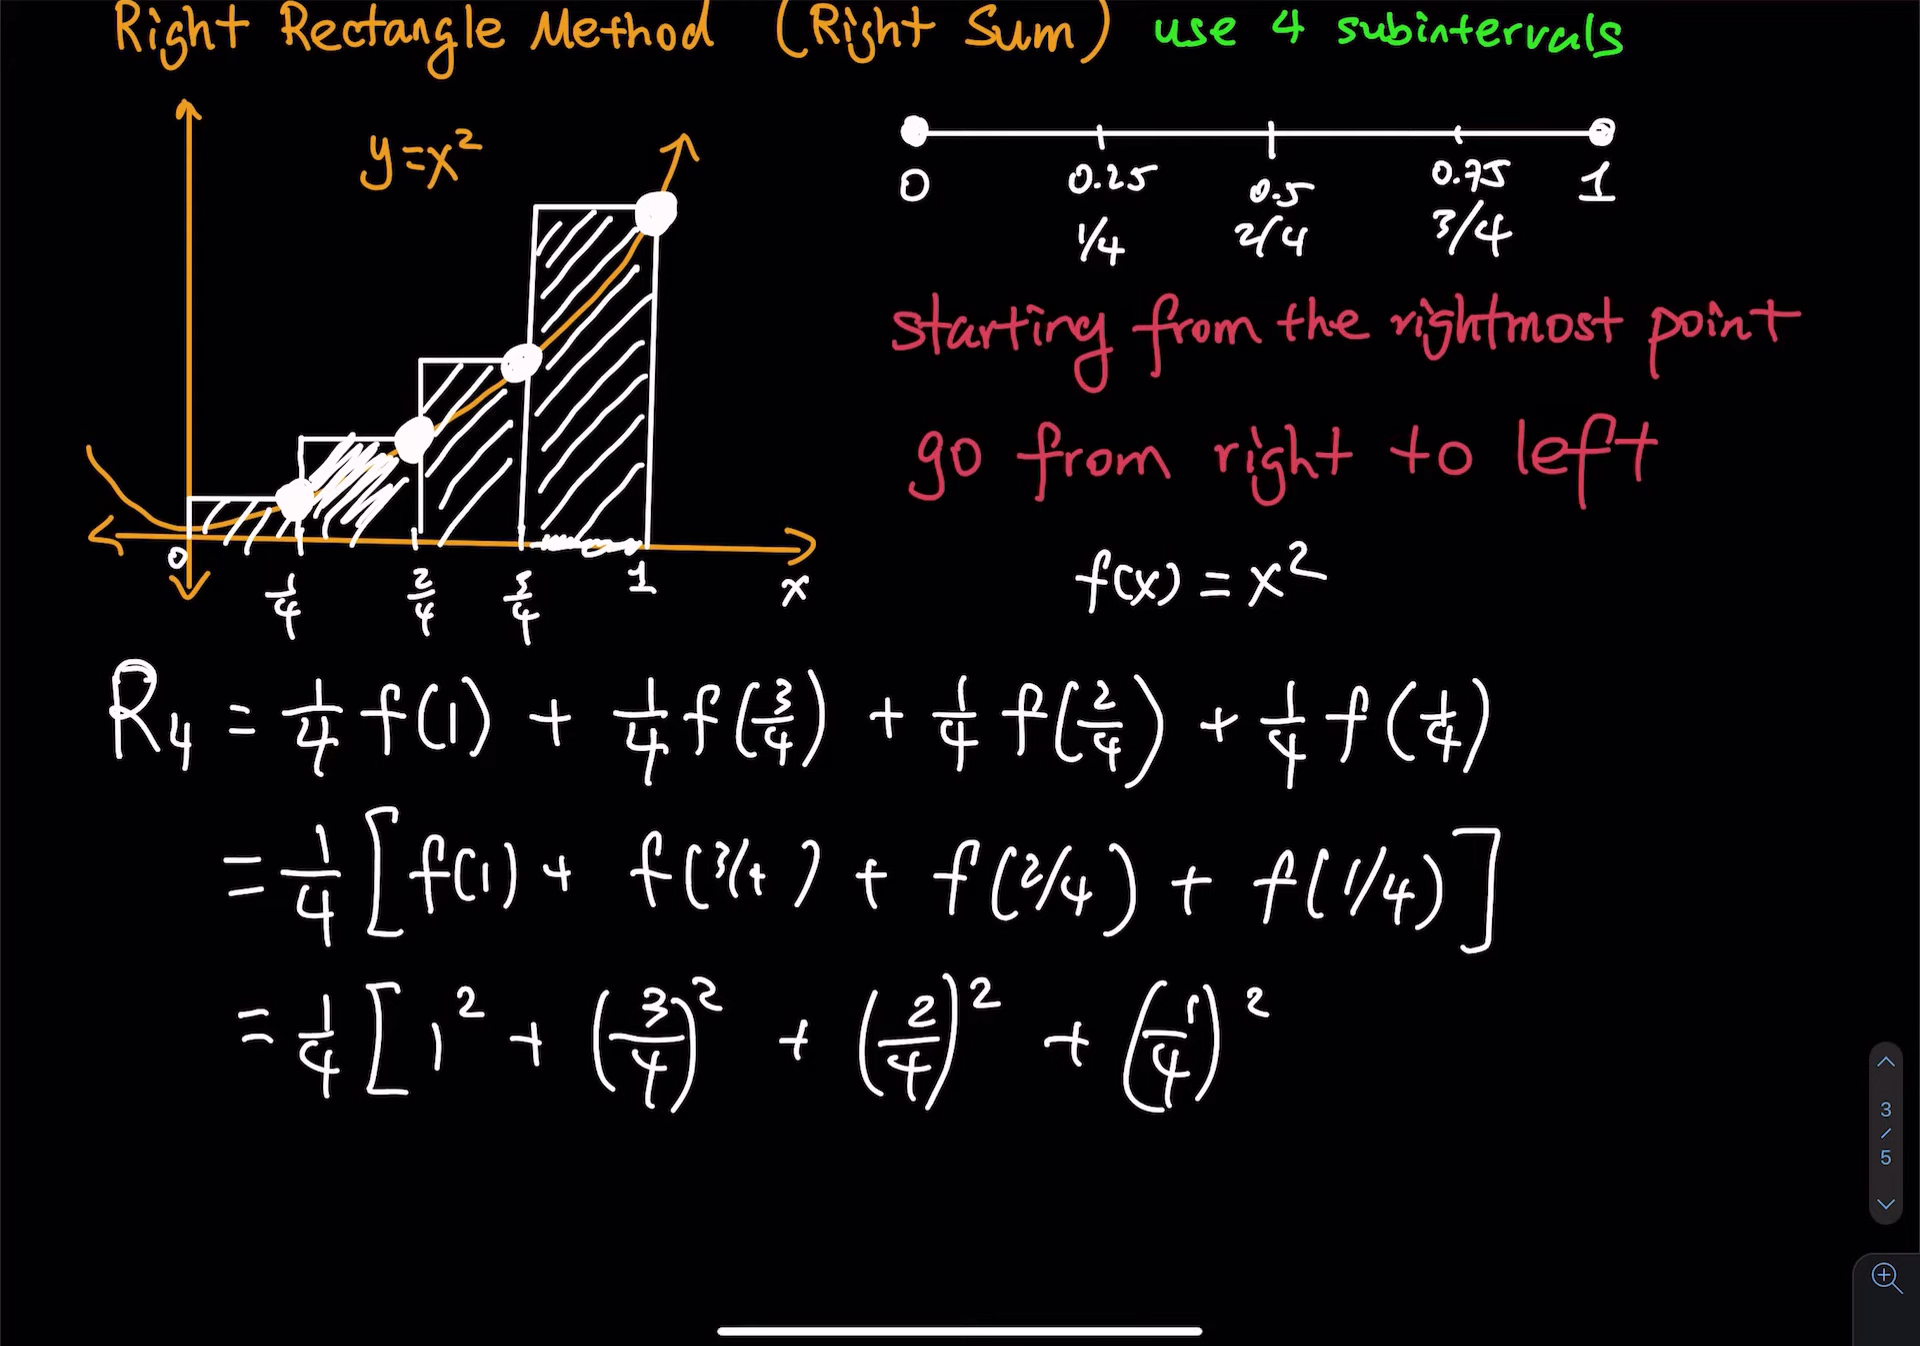 Right Rectangle Method (Right Sum) use 4 subintervals
y=x²
0 0.25 0.5 0.75 1
1/4 2/4 3/4
starting from the rightmost point
go from right to left
f(x) = x²
0 1/4 2/4 3/4 1 x
R₄ = 1/4 f(1) + 1/4 f(3/4) + 1/4 f(2/4) + 1/4 f(1/4)
= 1/4 [f(1) + f(3/4) + f(2/4) + f(1/4)]
= 1/4 [1² + (3/4)² + (2/4)² + (1/4)²
3
/
5